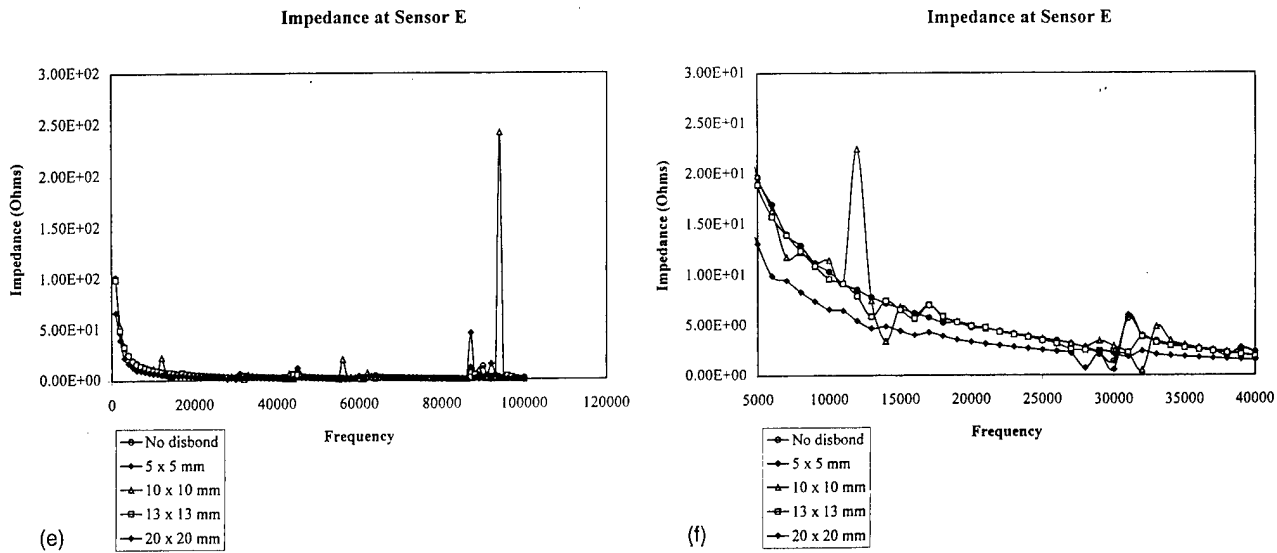 Impedance at Sensor E
3.00E+02
2.50E+02
2.00E+02
1.50E+02
1.00E+02
5.00E+01
0.00E+00
Impedance (Ohms)
0 20000 40000 60000 80000 100000 120000
Frequency
No disbond
5 x 5 mm
10 x 10 mm
13 x 13 mm
20 x 20 mm
(e)
Impedance at Sensor E
3.00E+01
2.50E+01
2.00E+01
1.50E+01
1.00E+01
5.00E+00
0.00E+00
Impedance (Ohms)
5000 10000 15000 20000 25000 30000 35000 40000
Frequency
No disbond
5 x 5 mm
10 x 10 mm
13 x 13 mm
20 x 20 mm
(f)